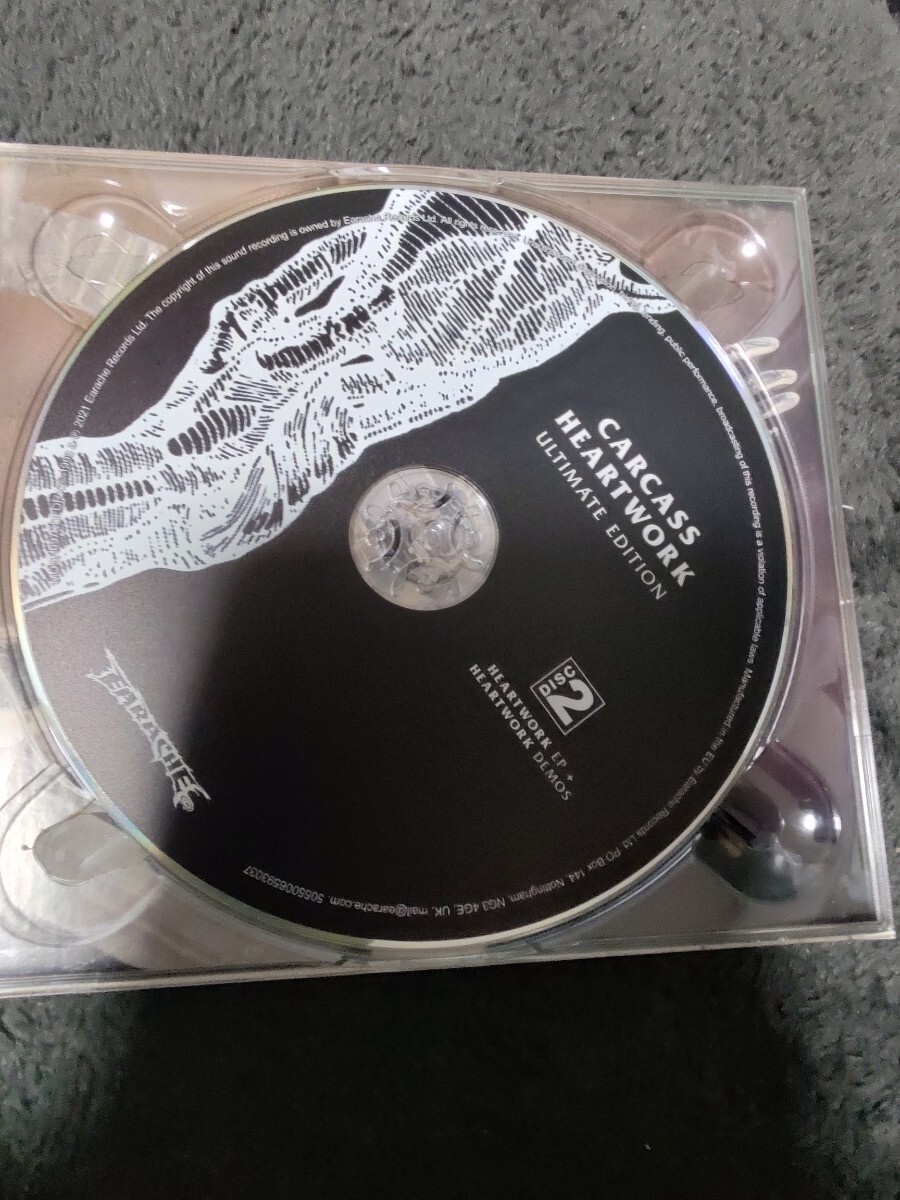 CARCASS
HEARTWORK
ULTIMATE EDITION
DISC
2
HEARTWORK EP +
HEARTWORK DEMOS
EARACHE
2021 Earache Records Ltd. The copyright of this sound recording is owned by Earache Records Ltd. All rights reserved. public performance, broadcasting of this recording is a violation of applicable laws. Manufactured in the EU by Earache Records Ltd. PO Box 144, Nottingham, NG3 4GE, UK. mail@earache.com 5055006593037